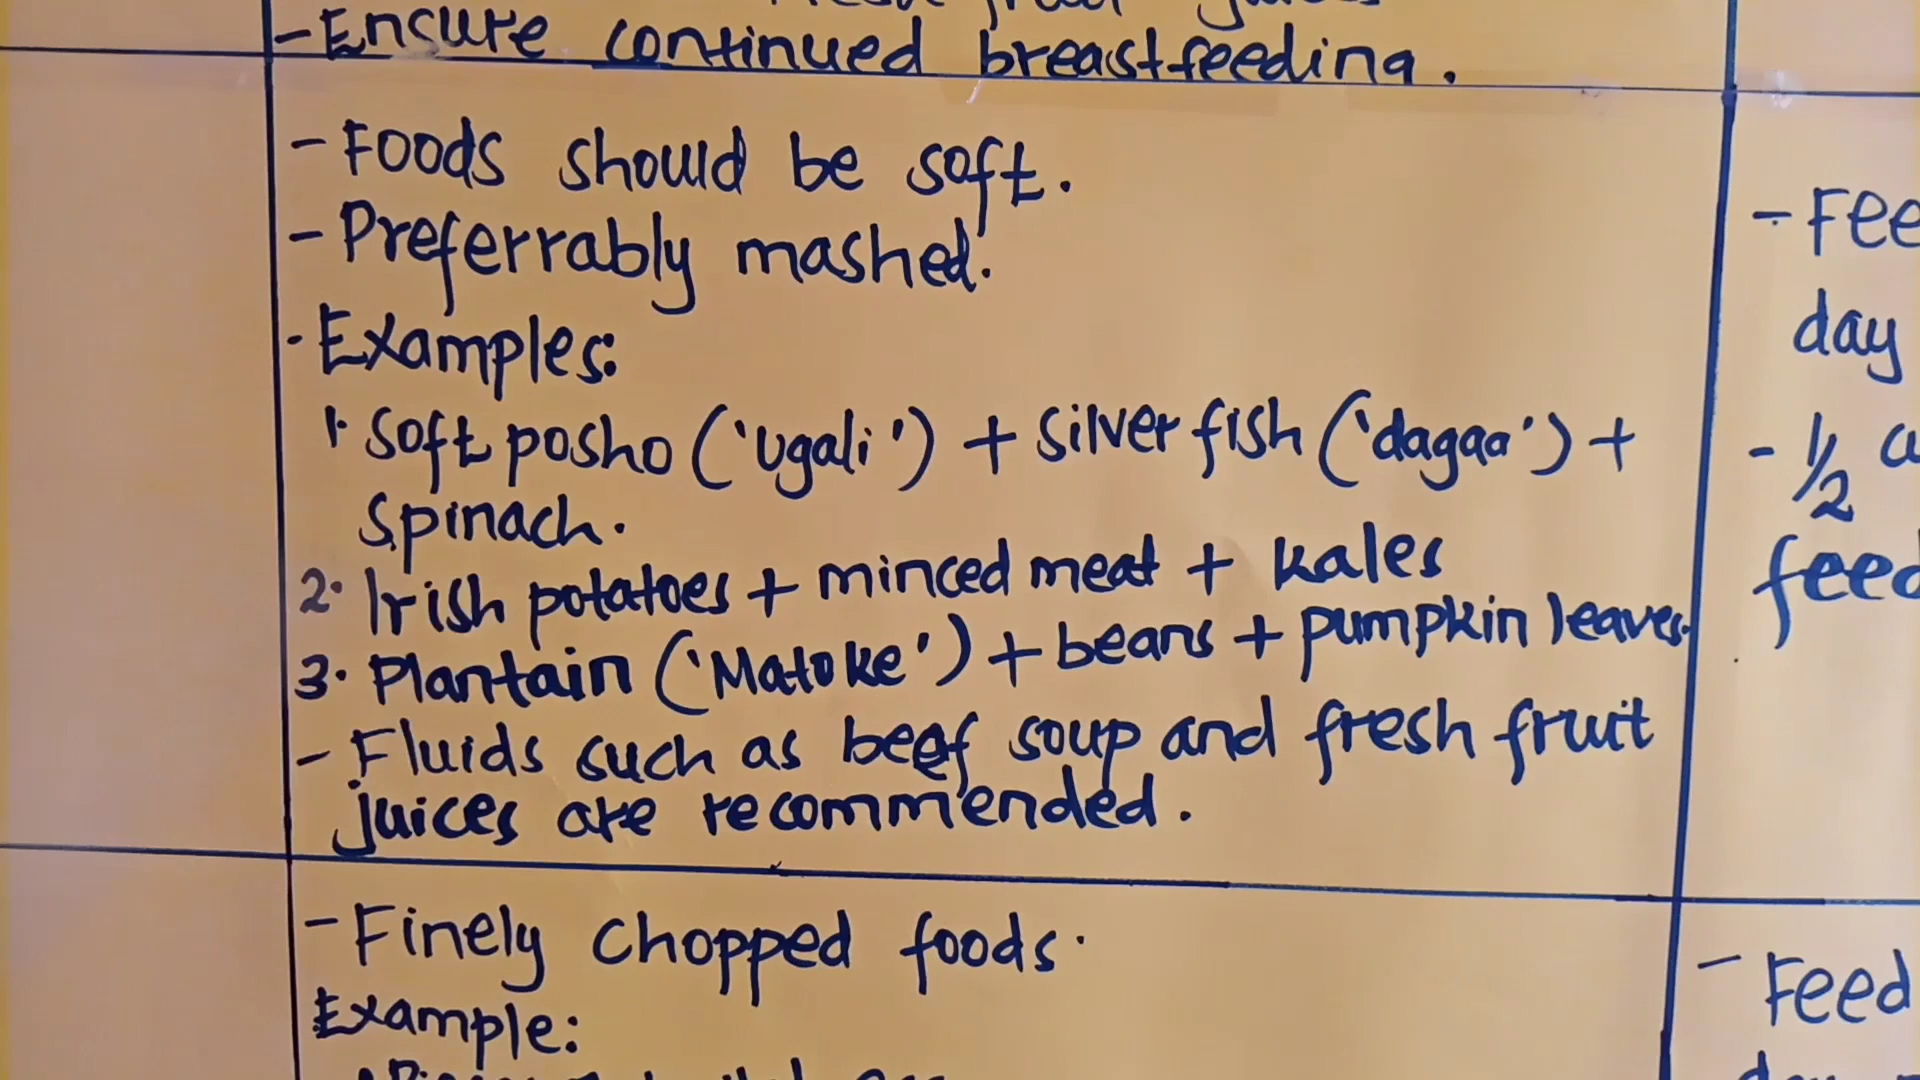 - Ensure continued breastfeeding.
- Foods should be soft.
- Preferrably mashed.
· Examples:
1. Soft posho ('Ugali') + Silver fish ('dagaa') +
Spinach.
2. Irish potatoes + minced meat + kales
3. Plantain ('Matoke') + beans + pumpkin leaves.
- Fluids such as beef soup and fresh fruit
juices are recommended.
- Finely chopped foods.
Example:
- Fee
day
- 1/2
feed
- Feed